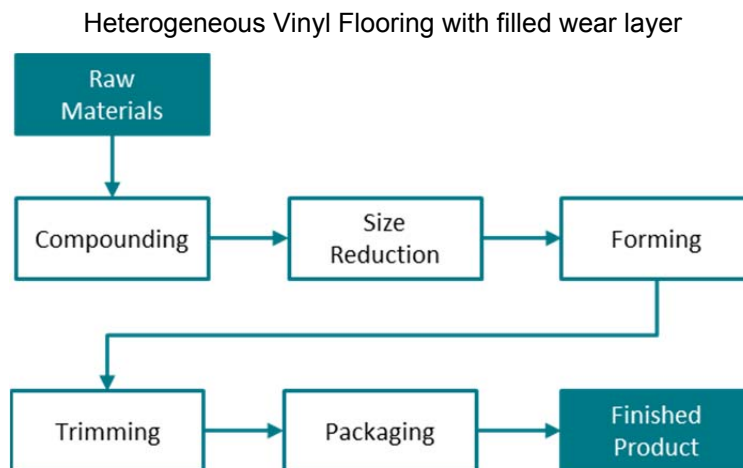 Heterogeneous Vinyl Flooring with filled wear layer
Raw
Materials
Compounding
Size
Reduction
Forming
Trimming
Packaging
Finished
Product